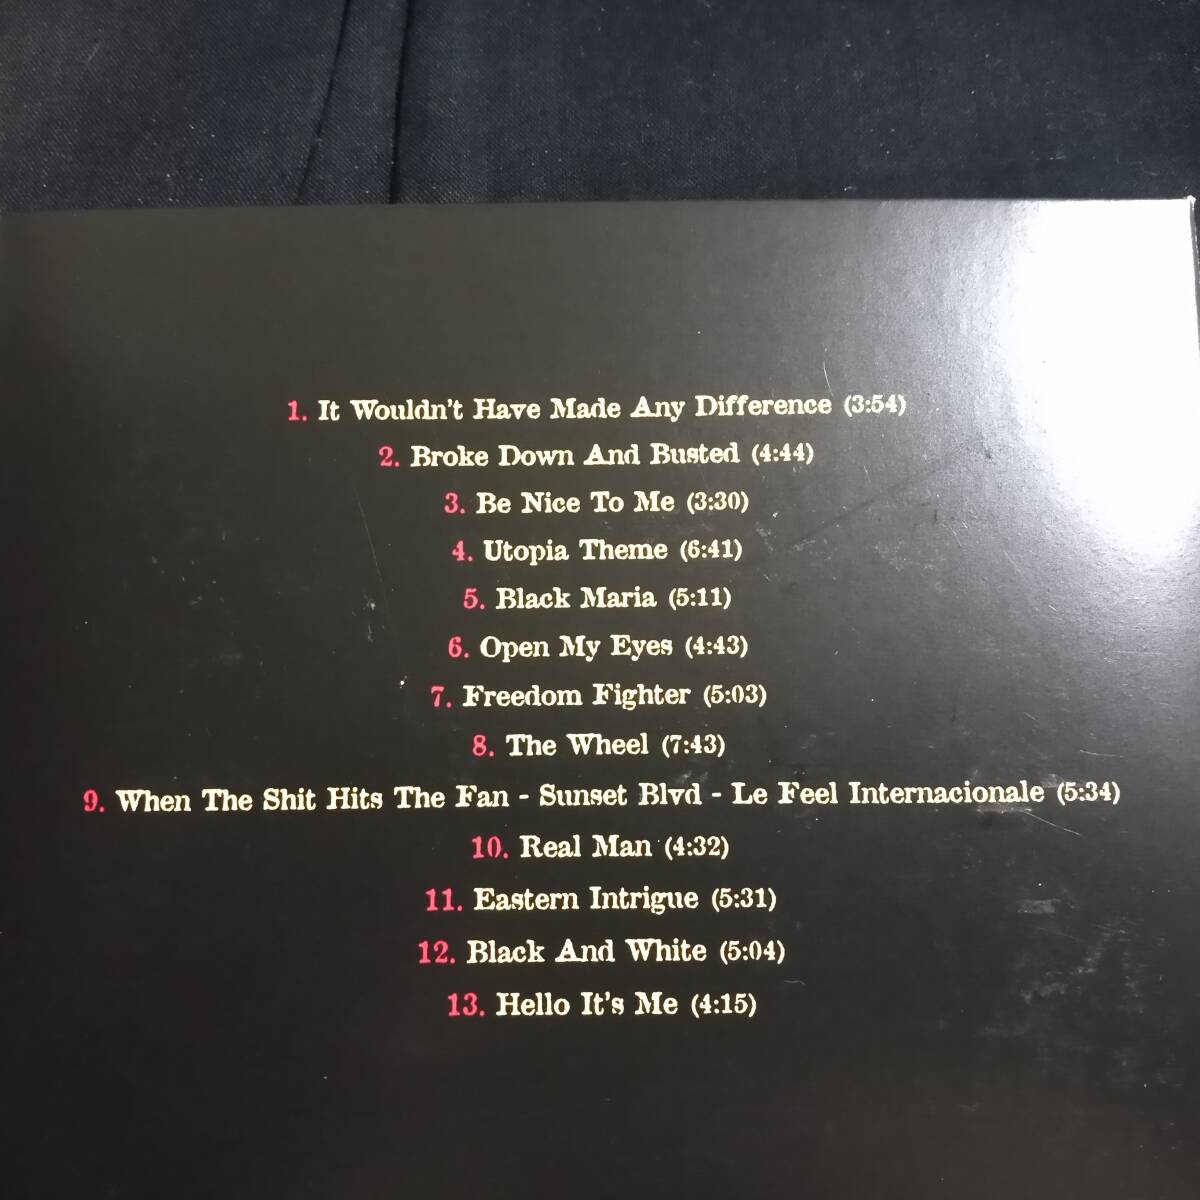 1. It Wouldn't Have Made Any Difference (3:54)
2. Broke Down And Busted (4:44)
3. Be Nice To Me (3:30)
4. Utopia Theme (6:41)
5. Black Maria (5:11)
6. Open My Eyes (4:43)
7. Freedom Fighter (5:03)
8. The Wheel (7:43)
9. When The Shit Hits The Fan - Sunset Blvd - Le Feel Internacionale (5:34)
10. Real Man (4:32)
11. Eastern Intrigue (5:31)
12. Black And White (5:04)
13. Hello It's Me (4:15)